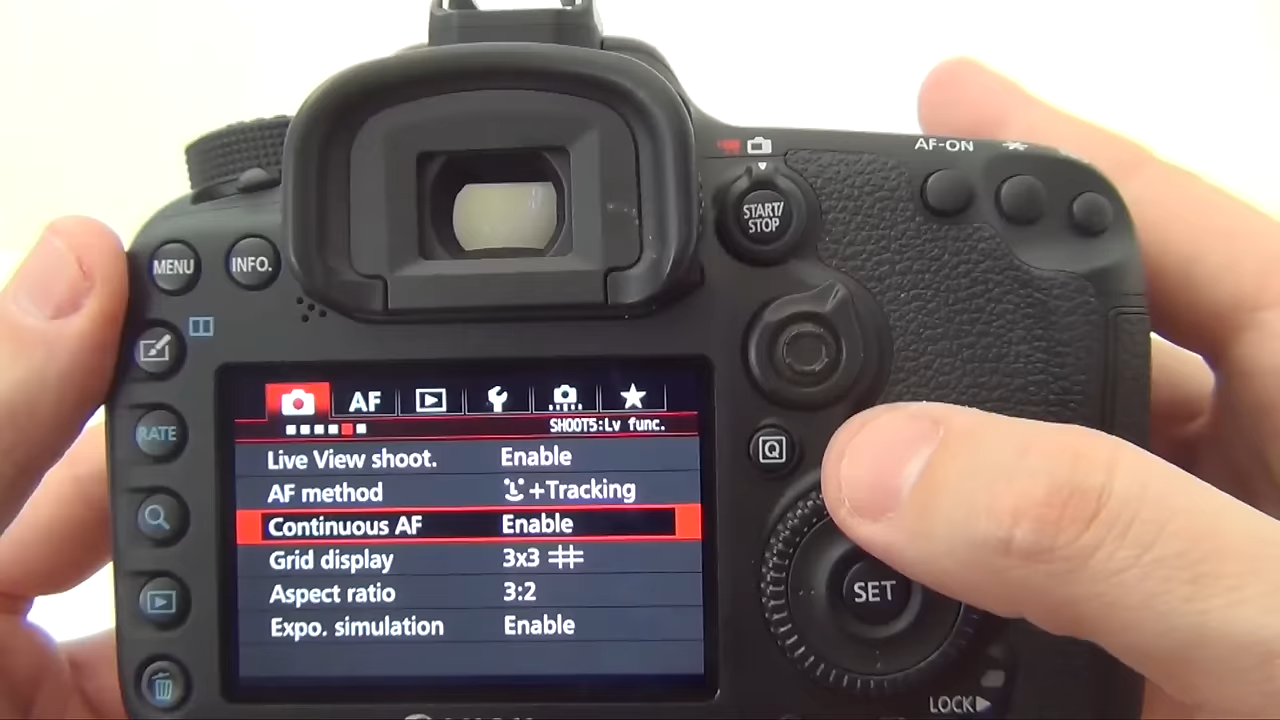 AF-ON
START/
STOP
MENU
INFO.
RATE
Q
AF
SHOOT5:Lv func.
Live View shoot. Enable
AF method +Tracking
Continuous AF Enable
Grid display 3x3
Aspect ratio 3:2
Expo. simulation Enable
SET
LOCK